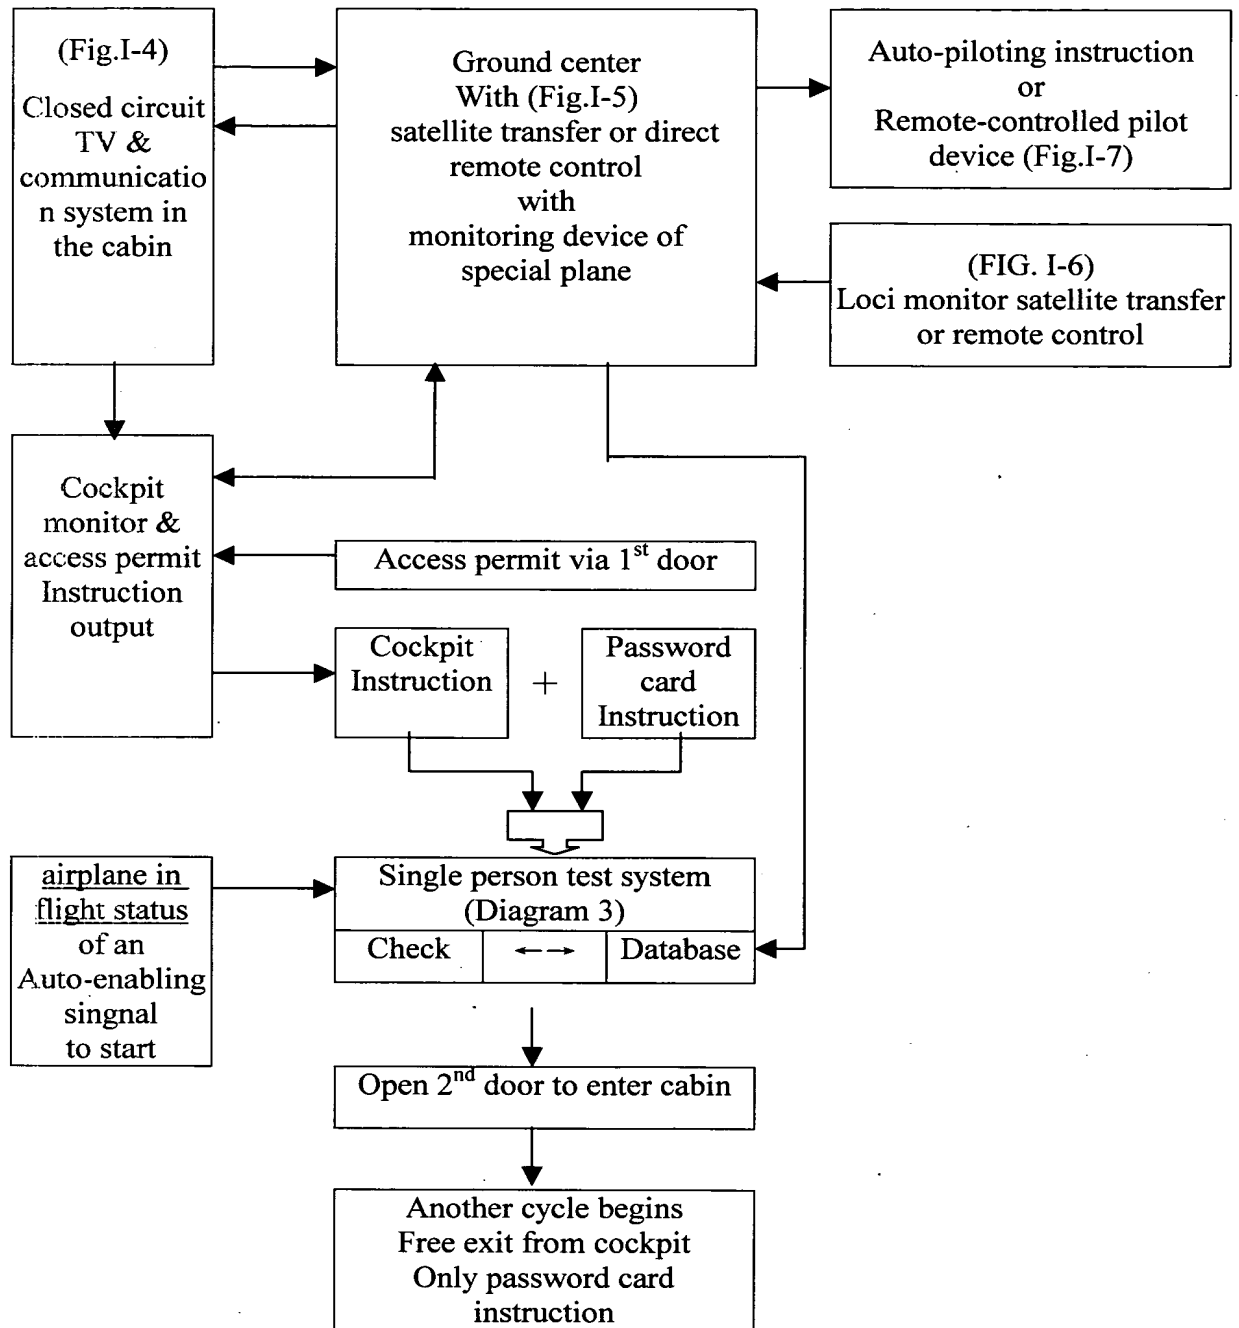 (Fig.I-4)
Closed circuit
TV &
communicatio
n system in
the cabin
Ground center
With (Fig.I-5)
satellite transfer or direct
remote control
with
monitoring device of
special plane
Auto-piloting instruction
or
Remote-controlled pilot
device (Fig.I-7)
(FIG. I-6)
Loci monitor satellite transfer
or remote control
Cockpit
monitor &
access permit
Instruction
output
Access permit via 1st door
Cockpit
Instruction
+
Password
card
Instruction
airplane in
flight status
of an
Auto-enabling
singnal
to start
Single person test system
(Diagram 3)
Check
Database
Open 2nd door to enter cabin
Another cycle begins
Free exit from cockpit
Only password card
instruction